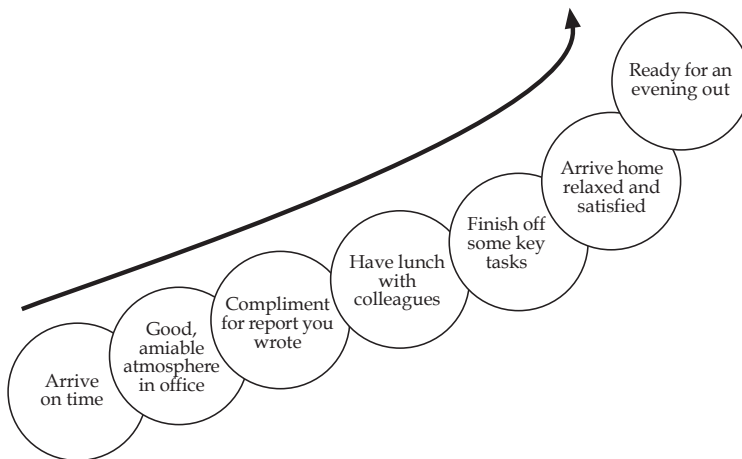 Arrive
on time
Good,
amiable
atmosphere
in office
Compliment
for report you
wrote
Have lunch
with
colleagues
Finish off
some key
tasks
Arrive home
relaxed and
satisfied
Ready for an
evening out